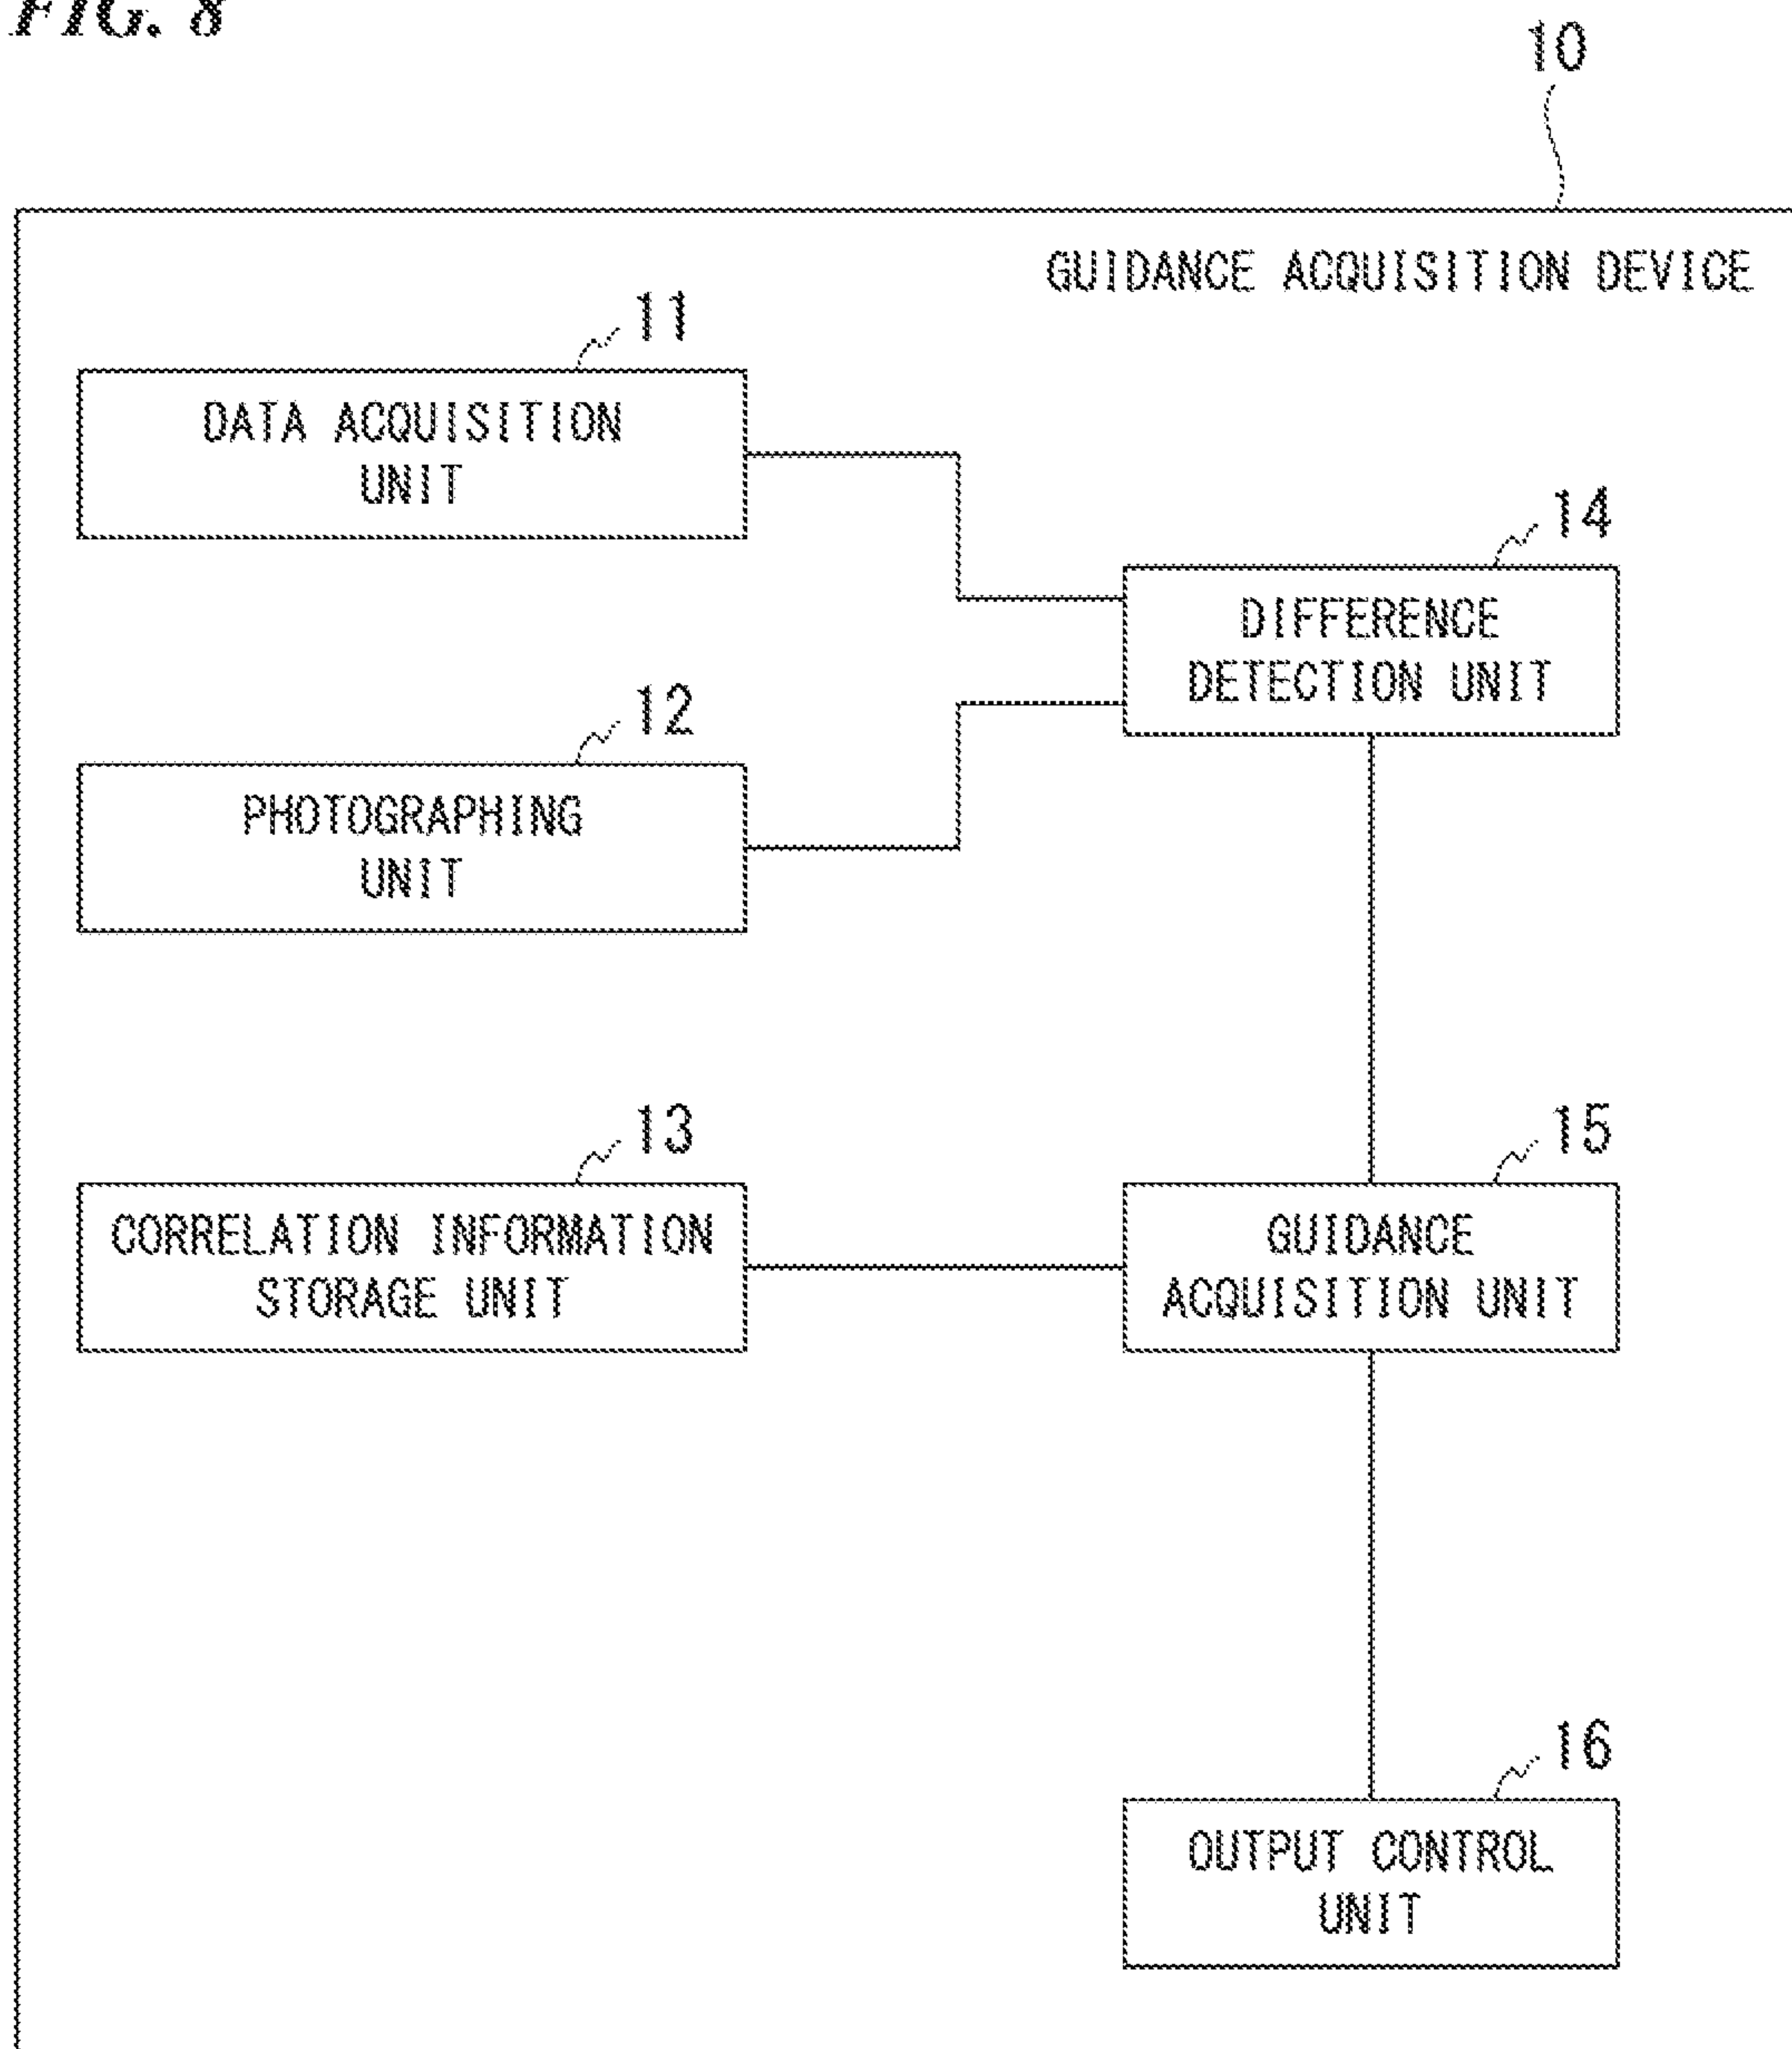 FIG. 8
10
GUIDANCE ACQUISITION DEVICE
11
DATA ACQUISITION
UNIT
14
DIFFERENCE
DETECTION UNIT
12
PHOTOGRAPHING
UNIT
13
CORRELATION INFORMATION
STORAGE UNIT
15
GUIDANCE
ACQUISITION UNIT
16
OUTPUT CONTROL
UNIT